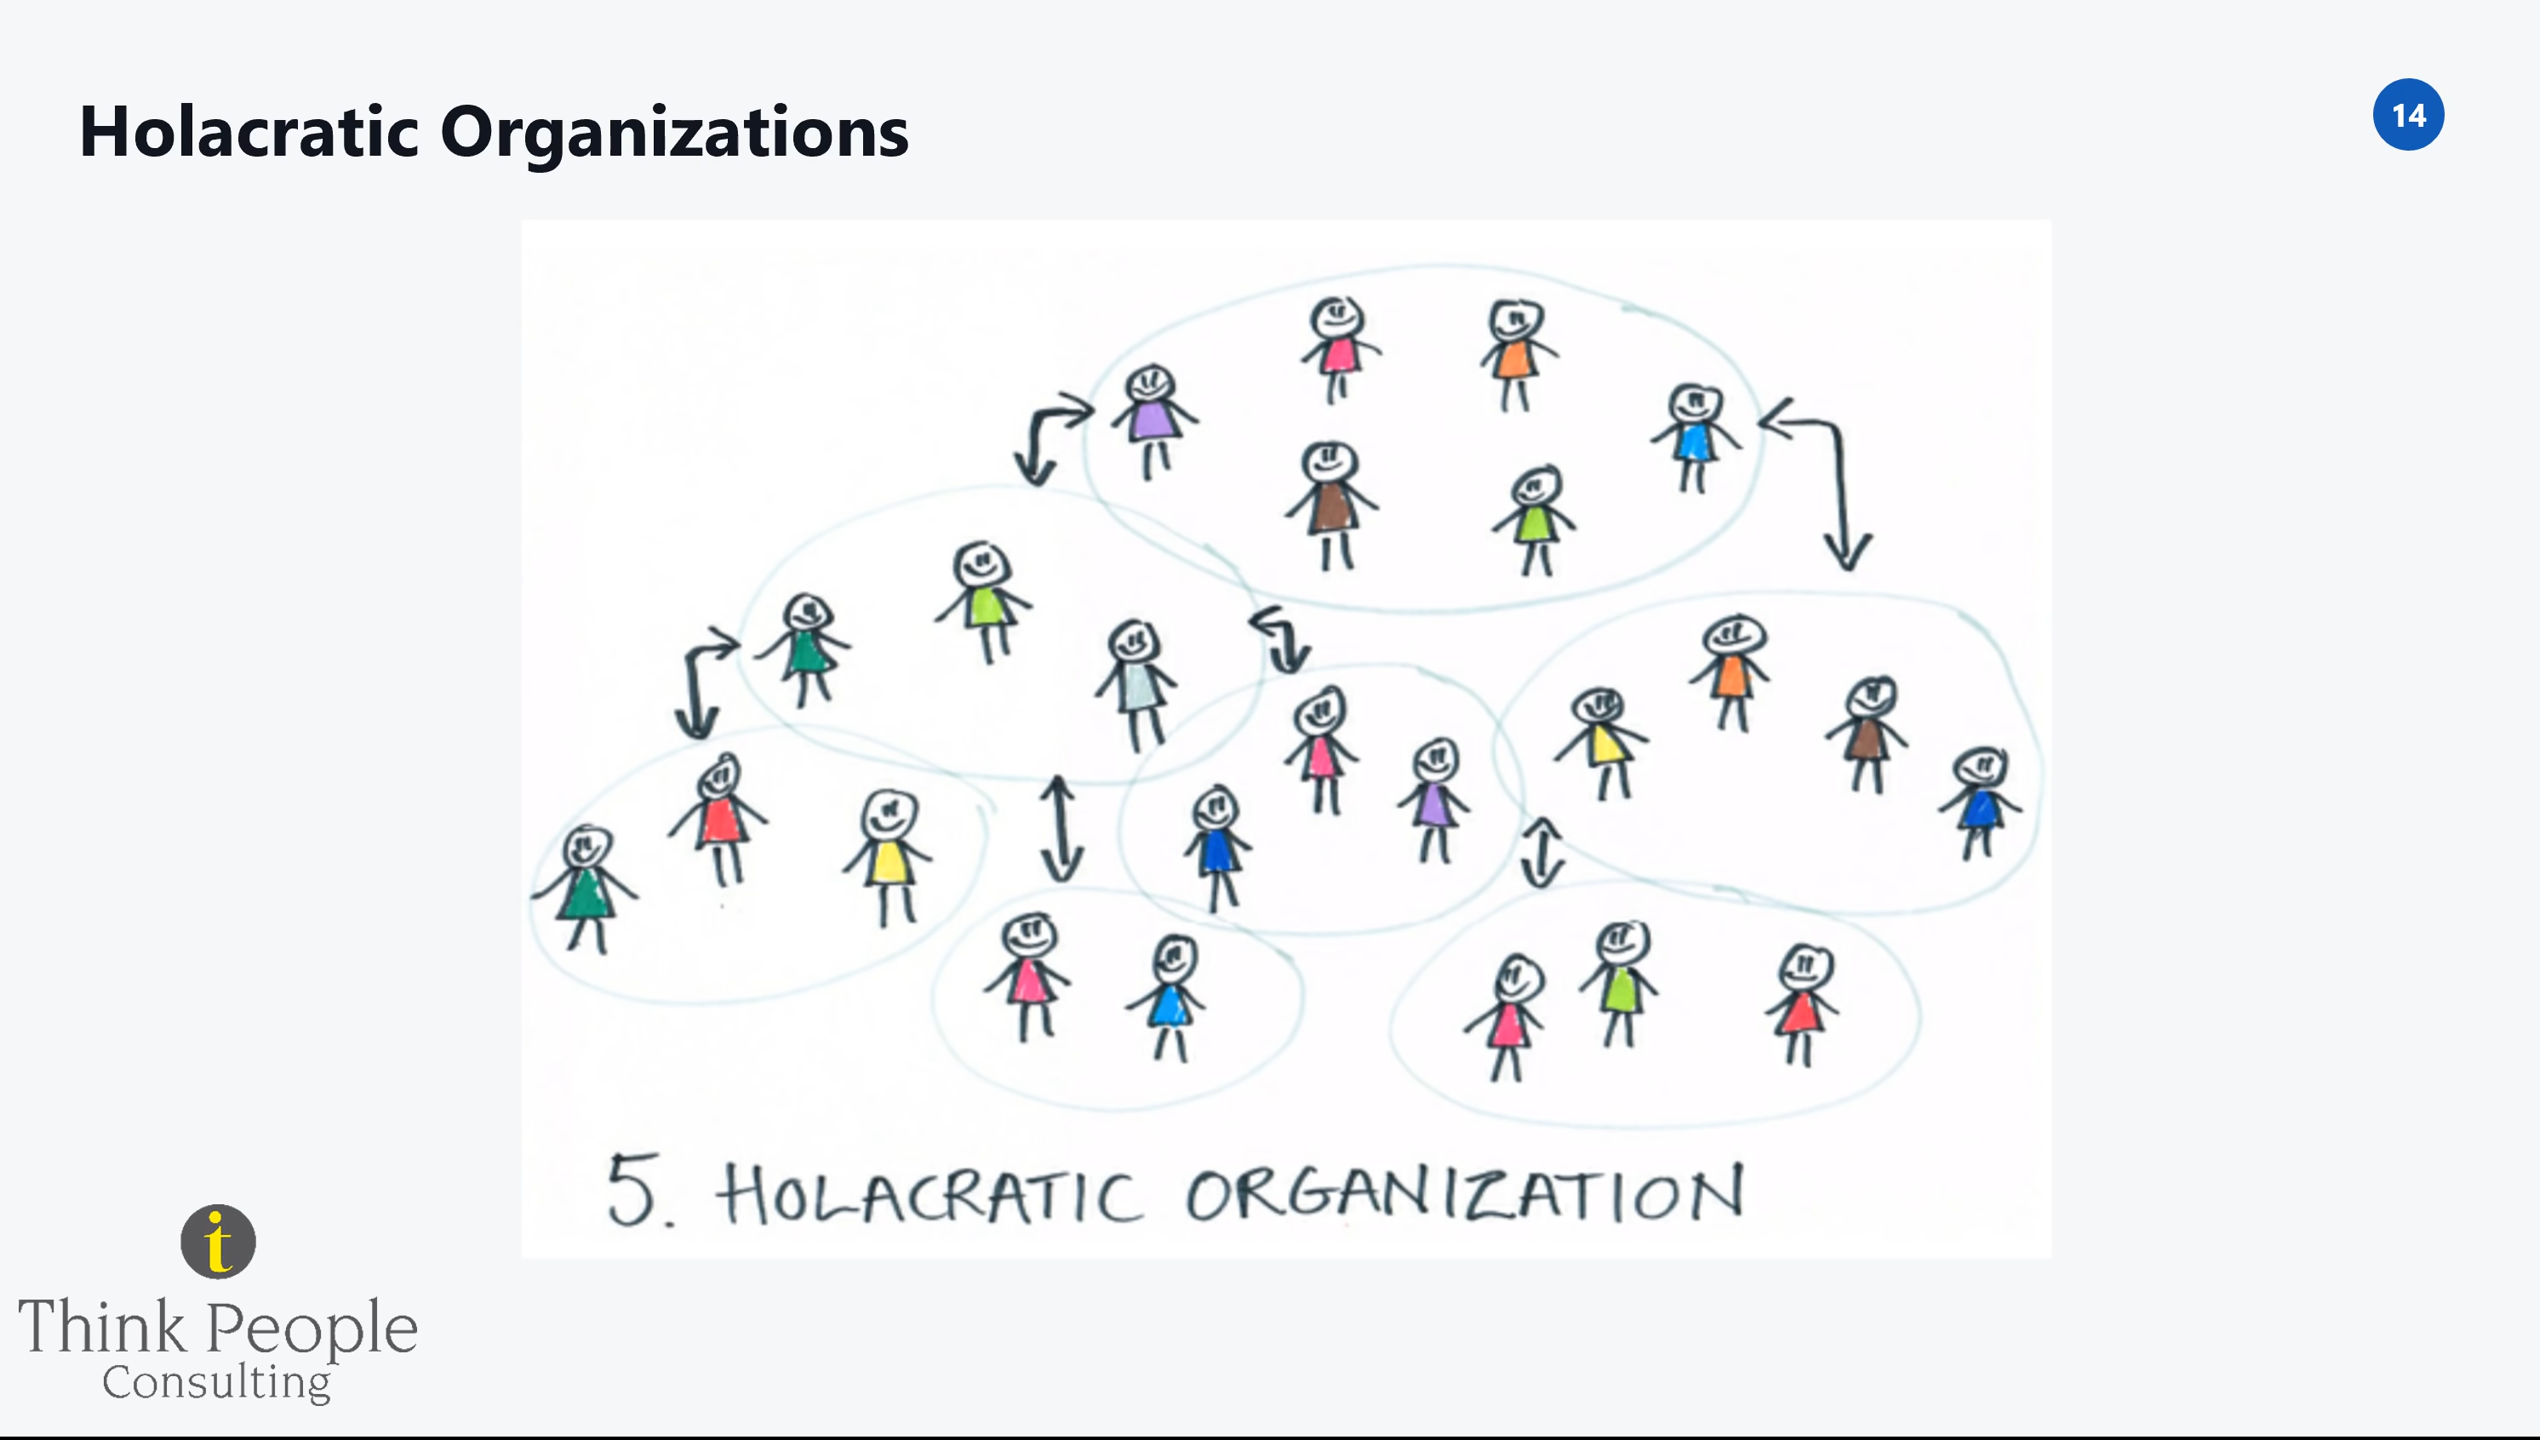 Holacratic Organizations
14
5. HOLACRATIC ORGANIZATION
i
Think People
Consulting